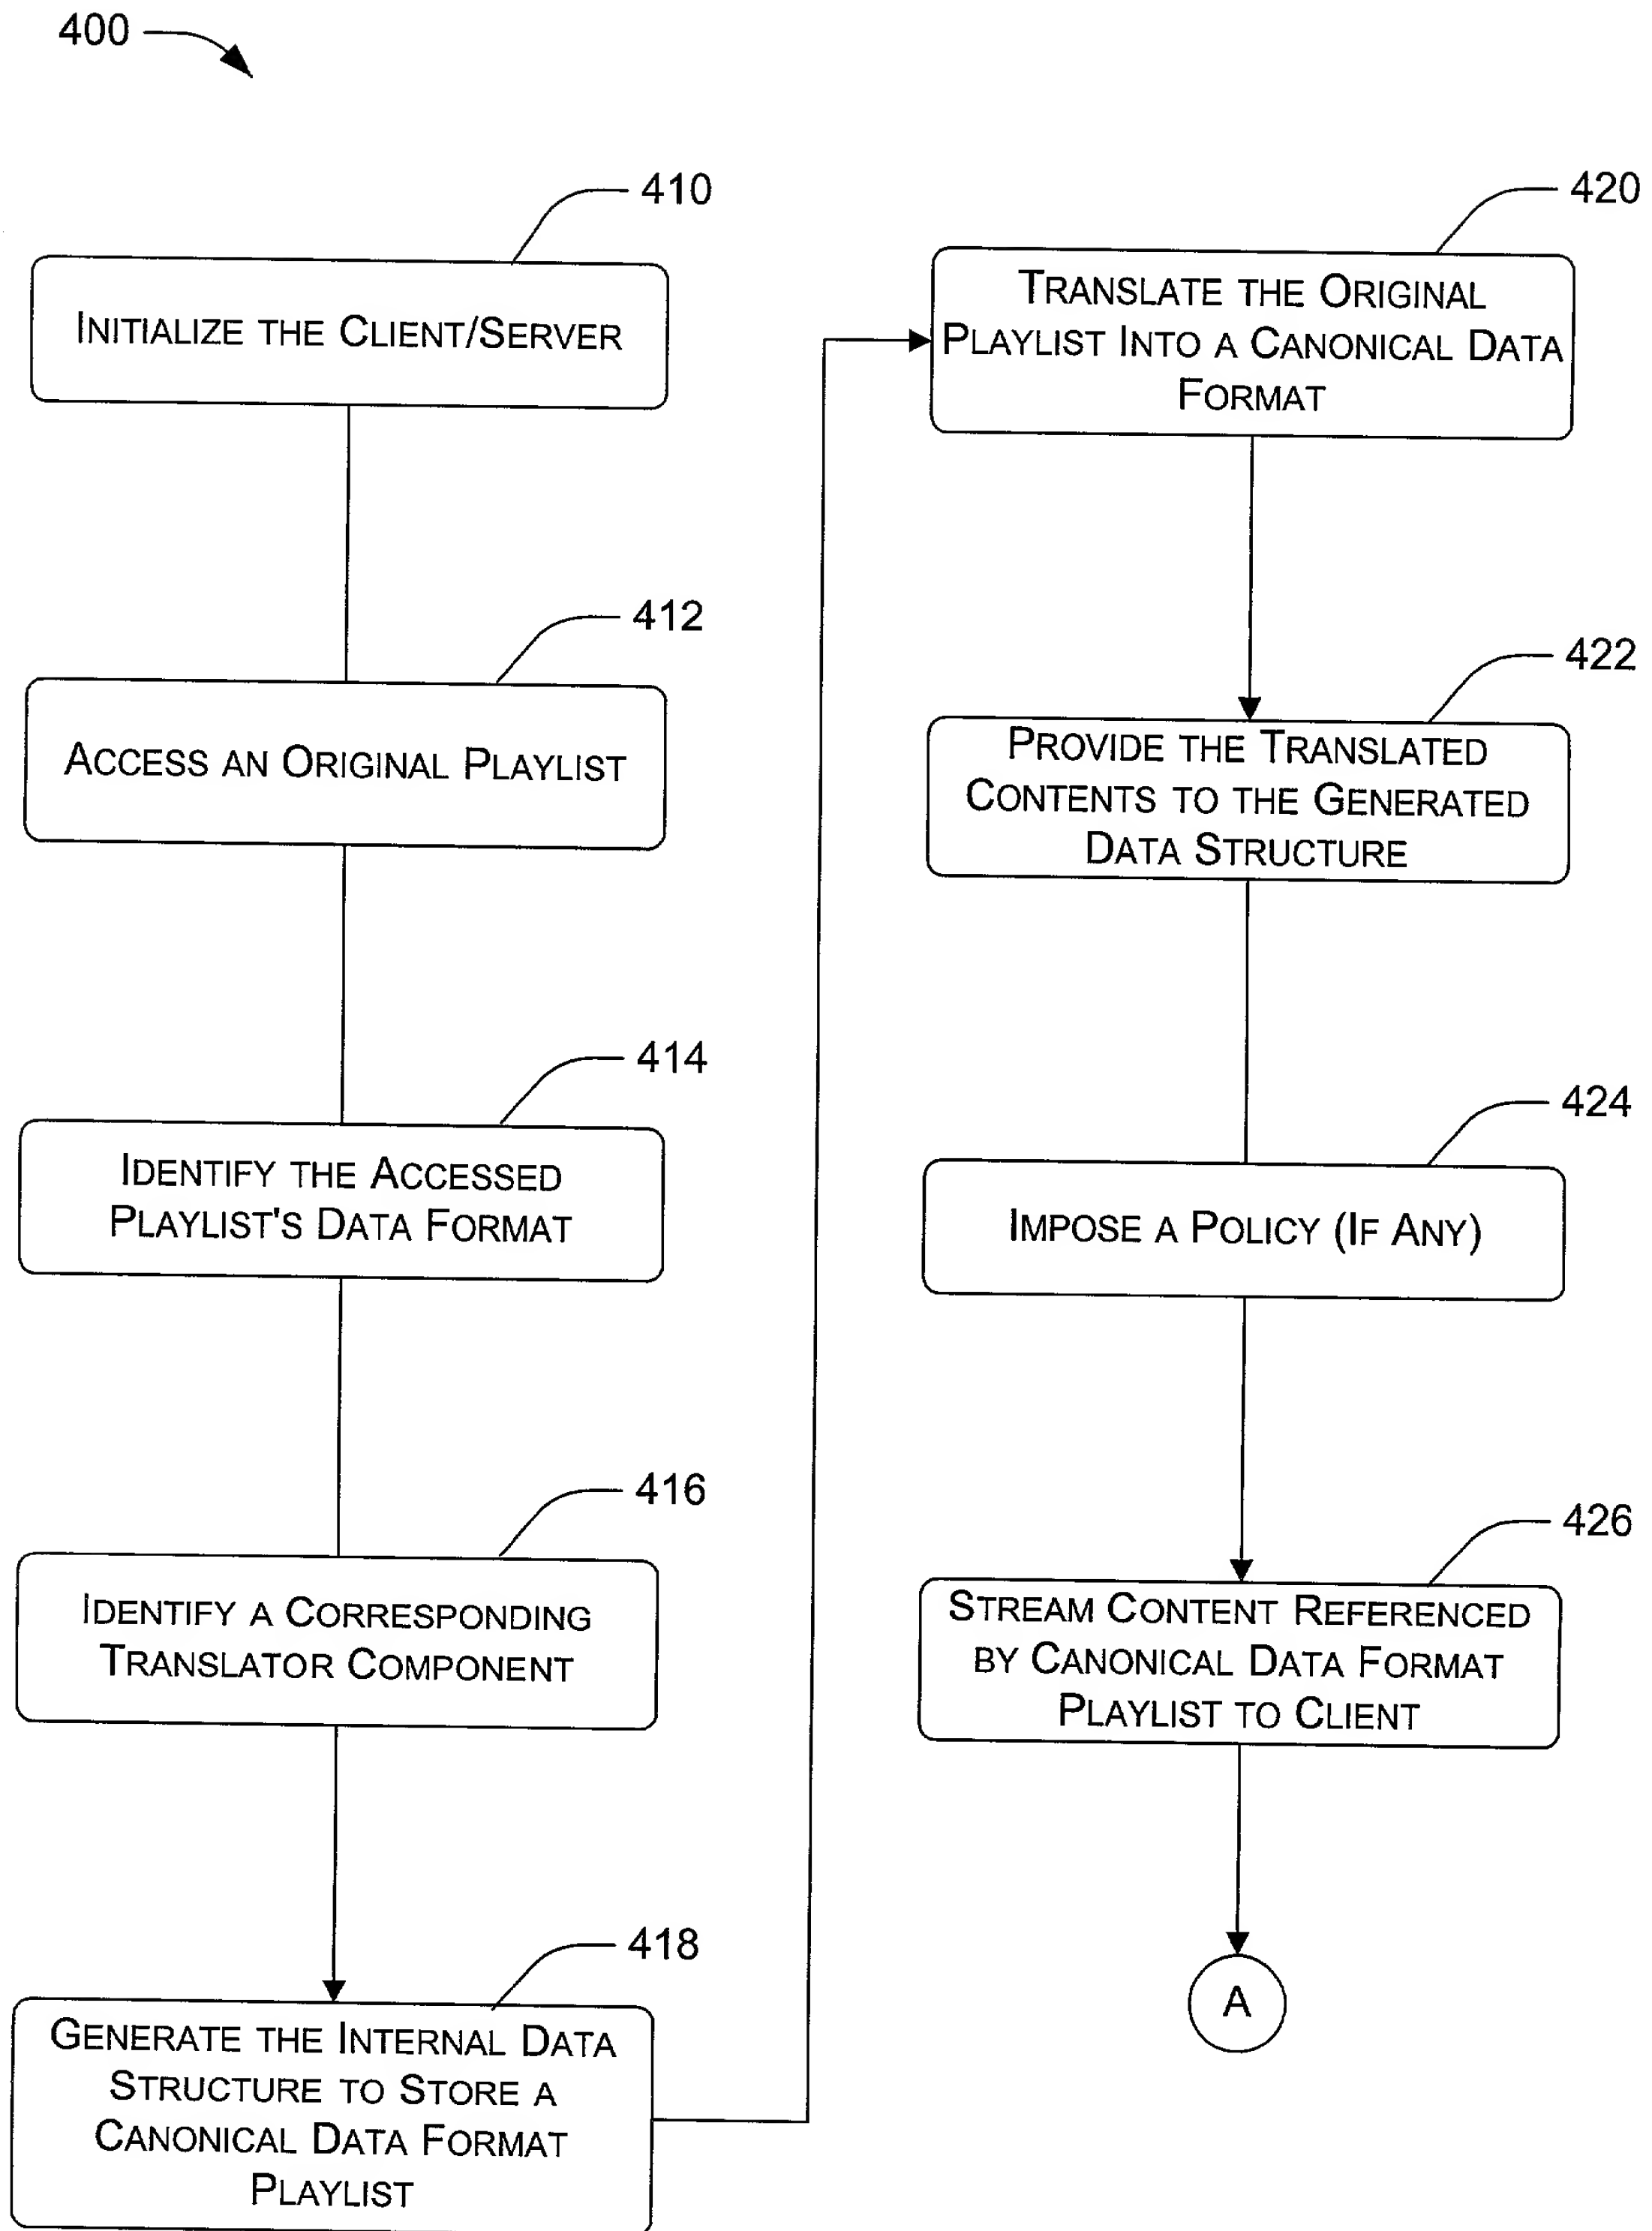 400
410
INITIALIZE THE CLIENT/SERVER
412
ACCESS AN ORIGINAL PLAYLIST
414
IDENTIFY THE ACCESSED
PLAYLIST'S DATA FORMAT
416
IDENTIFY A CORRESPONDING
TRANSLATOR COMPONENT
418
GENERATE THE INTERNAL DATA
STRUCTURE TO STORE A
CANONICAL DATA FORMAT
PLAYLIST
420
TRANSLATE THE ORIGINAL
PLAYLIST INTO A CANONICAL DATA
FORMAT
422
PROVIDE THE TRANSLATED
CONTENTS TO THE GENERATED
DATA STRUCTURE
424
IMPOSE A POLICY (IF ANY)
426
STREAM CONTENT REFERENCED
BY CANONICAL DATA FORMAT
PLAYLIST TO CLIENT
A